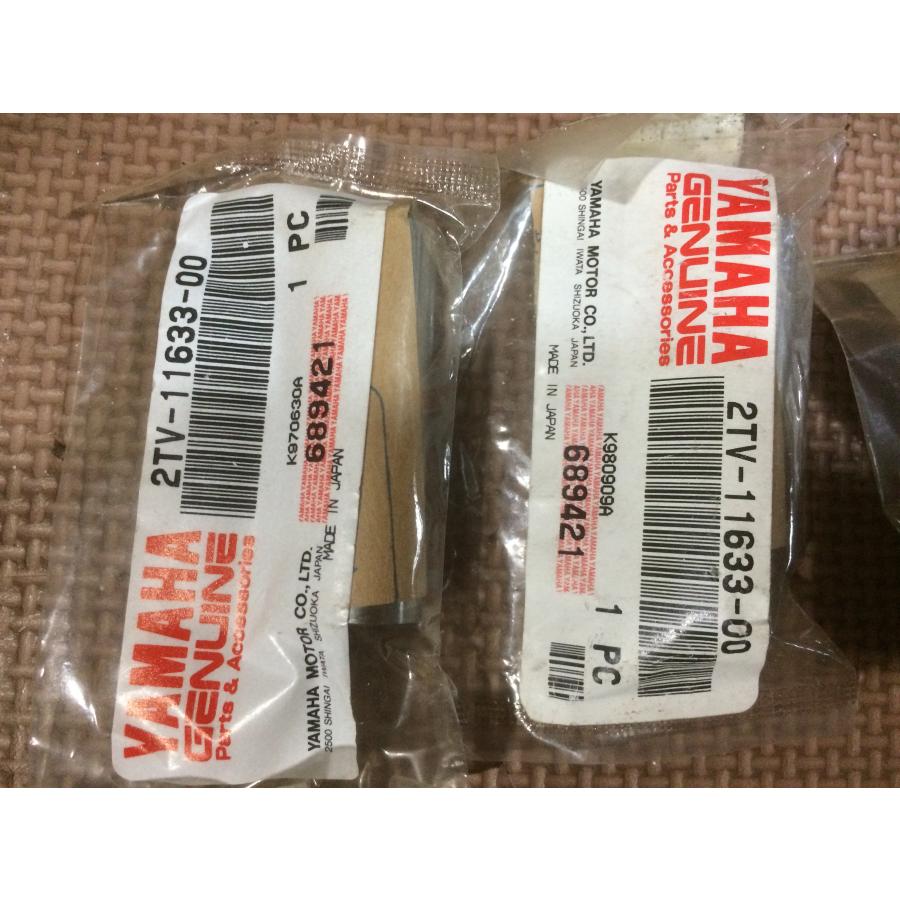 YAMAHA
GENUINE
Parts & Accessories
2TV-11633-00
1 PC
K970630A
689421
MADE IN JAPAN
YAMAHA MOTOR CO., LTD.
2500 SHINGAI IWATA SHIZUOKA JAPAN
YAMAHA
GENUINE
Parts & Accessories
2TV-11633-00
1 PC
K980909A
689421
MADE IN JAPAN
YAMAHA MOTOR CO., LTD.
2500 SHINGAI IWATA SHIZUOKA JAPAN